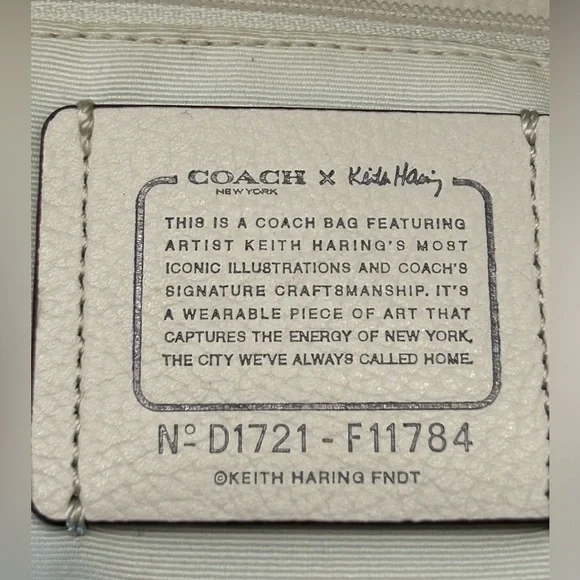 COACH × Keith Haring
NEW YORK
THIS IS A COACH BAG FEATURING
ARTIST KEITH HARING'S MOST
ICONIC ILLUSTRATIONS AND COACH'S
SIGNATURE CRAFTSMANSHIP. IT'S
A WEARABLE PIECE OF ART THAT
CAPTURES THE ENERGY OF NEW YORK,
THE CITY WE'VE ALWAYS CALLED HOME.
Nº D1721 - F11784
©KEITH HARING FNDT